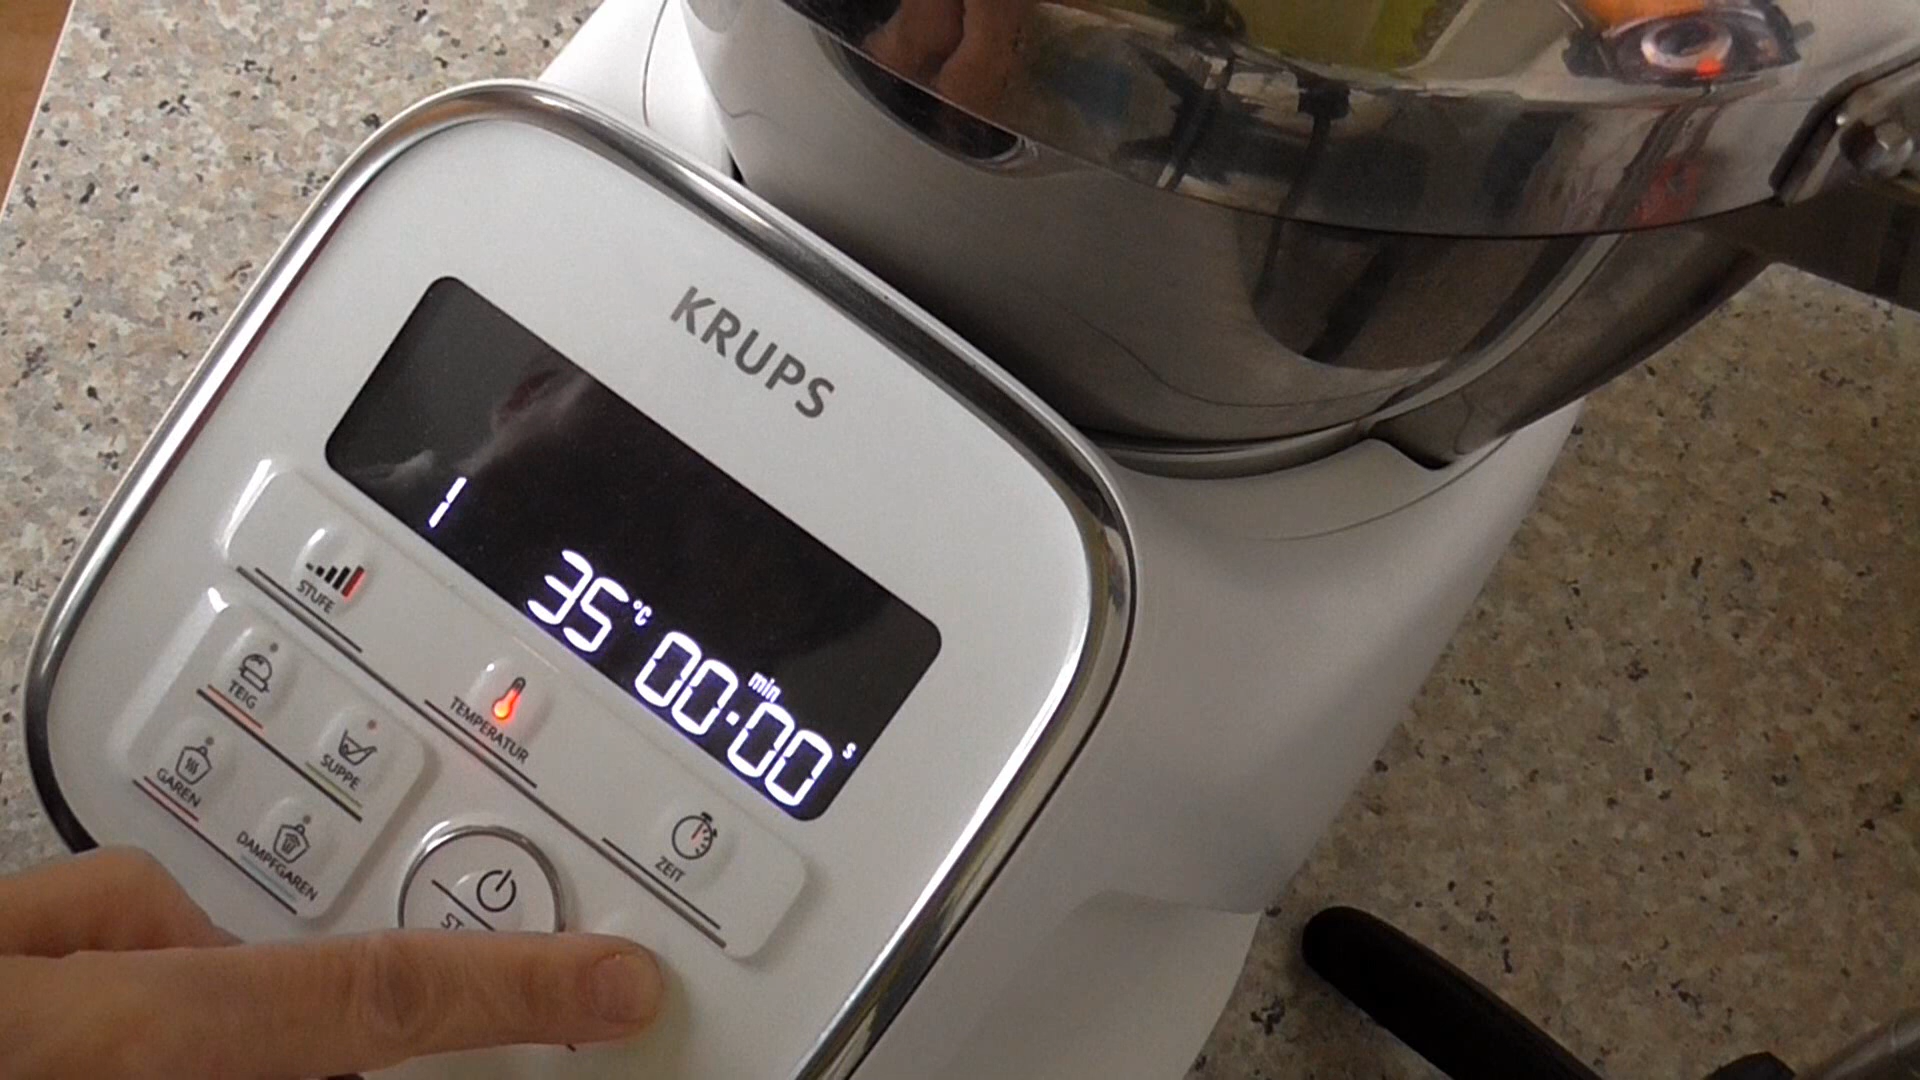 KRUPS
1
35 °C 00:00 min s
STUFE
TEMPERATUR
ZEIT
TEIG
SUPPE
GAREN
DAMPFGAREN